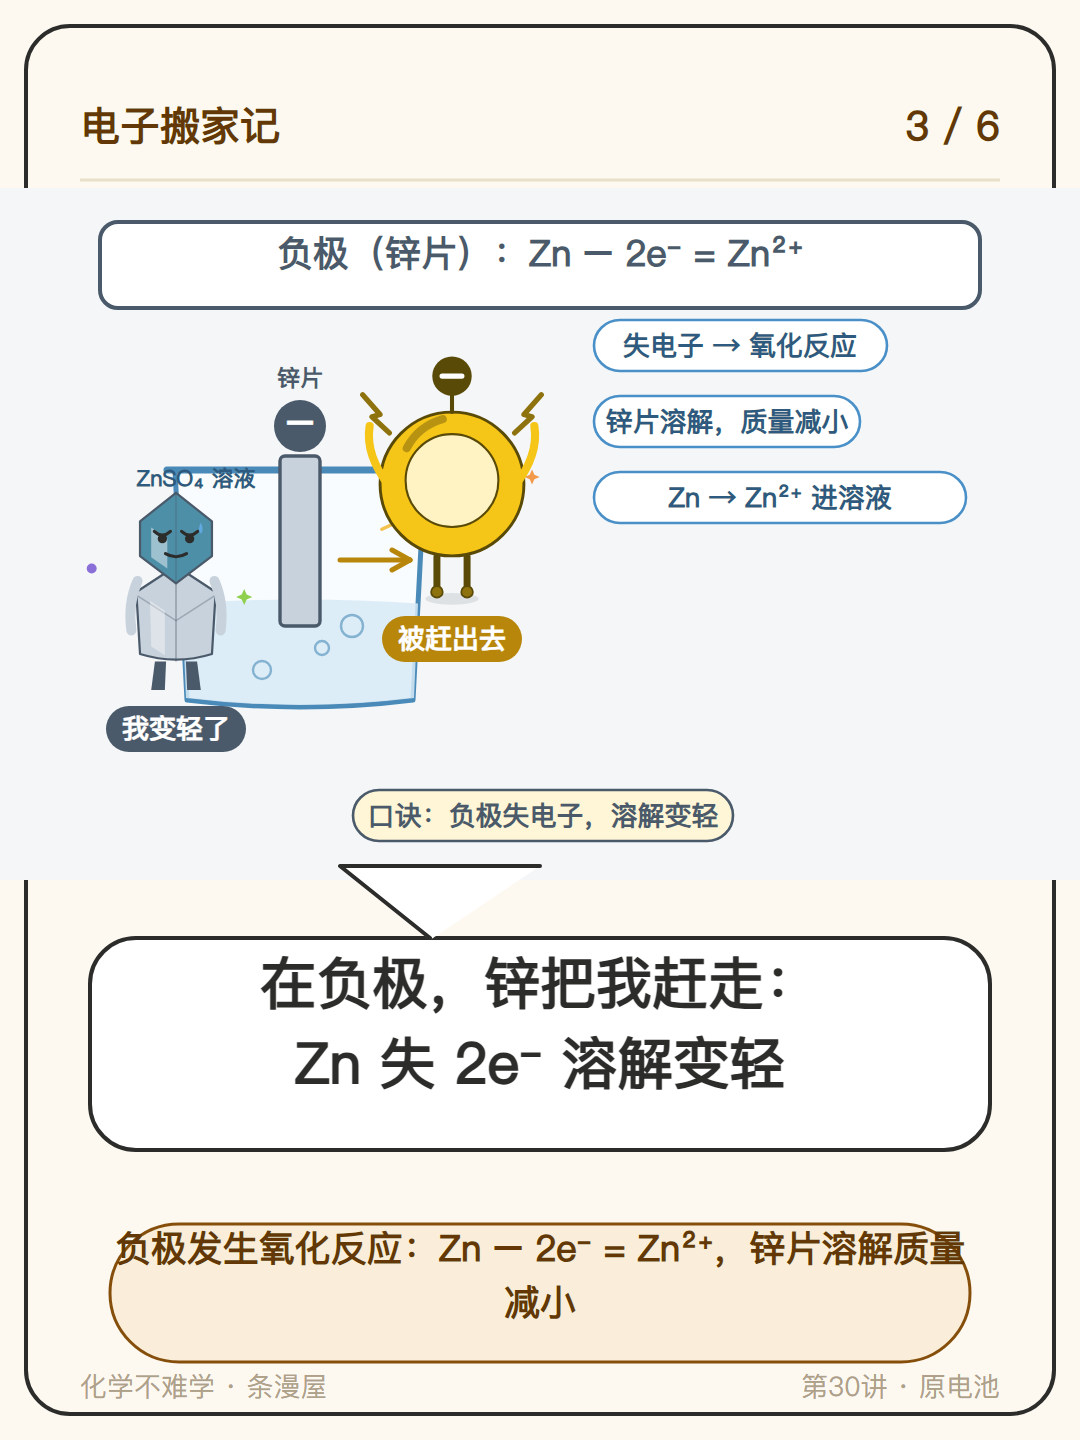 电子搬家记
3 / 6
负极（锌片）：Zn － 2e⁻ = Zn²⁺
失电子 → 氧化反应
锌片
锌片溶解，质量减小
ZnSO₄ 溶液
Zn → Zn²⁺ 进溶液
被赶出去
我变轻了
口诀：负极失电子，溶解变轻
在负极，锌把我赶走：
Zn 失 2e⁻ 溶解变轻
负极发生氧化反应：Zn － 2e⁻ = Zn²⁺，锌片溶解质量
减小
化学不难学 · 条漫屋
第30讲 · 原电池